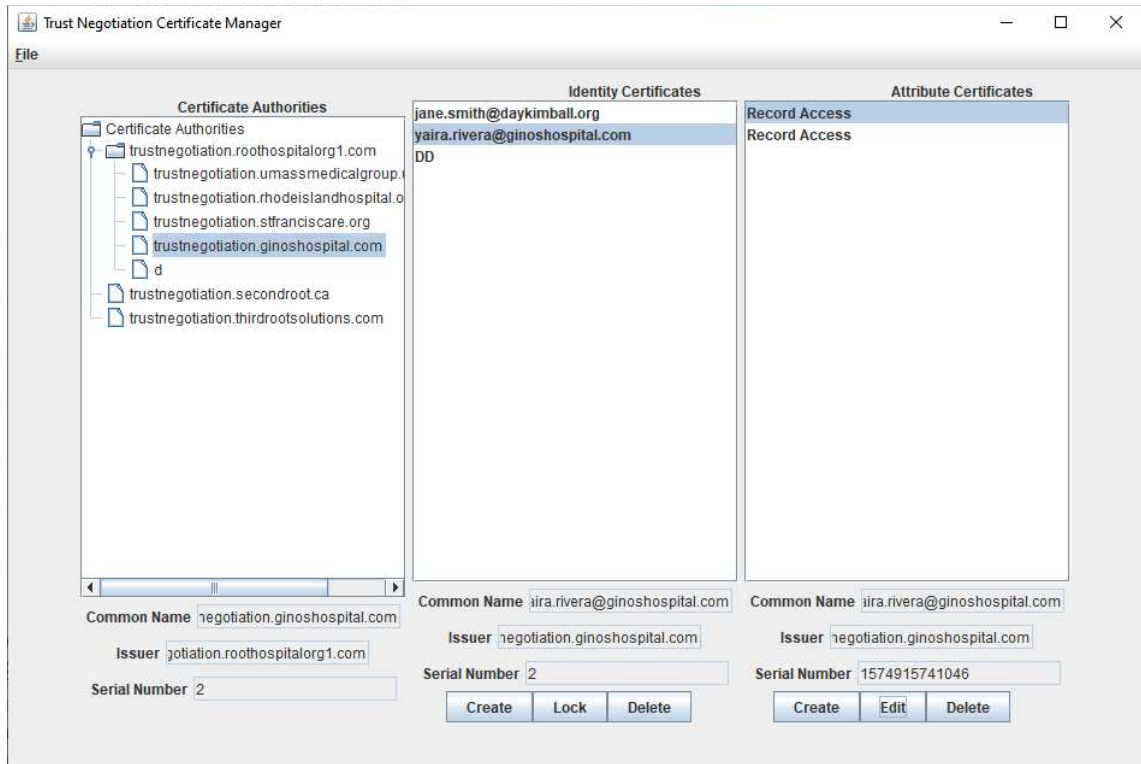 Trust Negotiation Certificate Manager
File
Certificate Authorities
Certificate Authorities
trustnegotiation.roothospitalorg1.com
trustnegotiation.umassmedicalgroup.
trustnegotiation.rhodeislandhospital.o
trustnegotiation.stfranciscare.org
trustnegotiation.ginoshospital.com
d
trustnegotiation.secondroot.ca
trustnegotiation.thirdrootsolutions.com
Common Name negotiation.ginoshospital.com
Issuer gotiation.roothospitalorg1.com
Serial Number 2
Identity Certificates
jane.smith@daykimball.org
yaira.rivera@ginoshospital.com
DD
Common Name aira.rivera@ginoshospital.com
Issuer negotiation.ginoshospital.com
Serial Number 2
Create Lock Delete
Attribute Certificates
Record Access
Record Access
Common Name aira.rivera@ginoshospital.com
Issuer negotiation.ginoshospital.com
Serial Number 1574915741046
Create Edit Delete